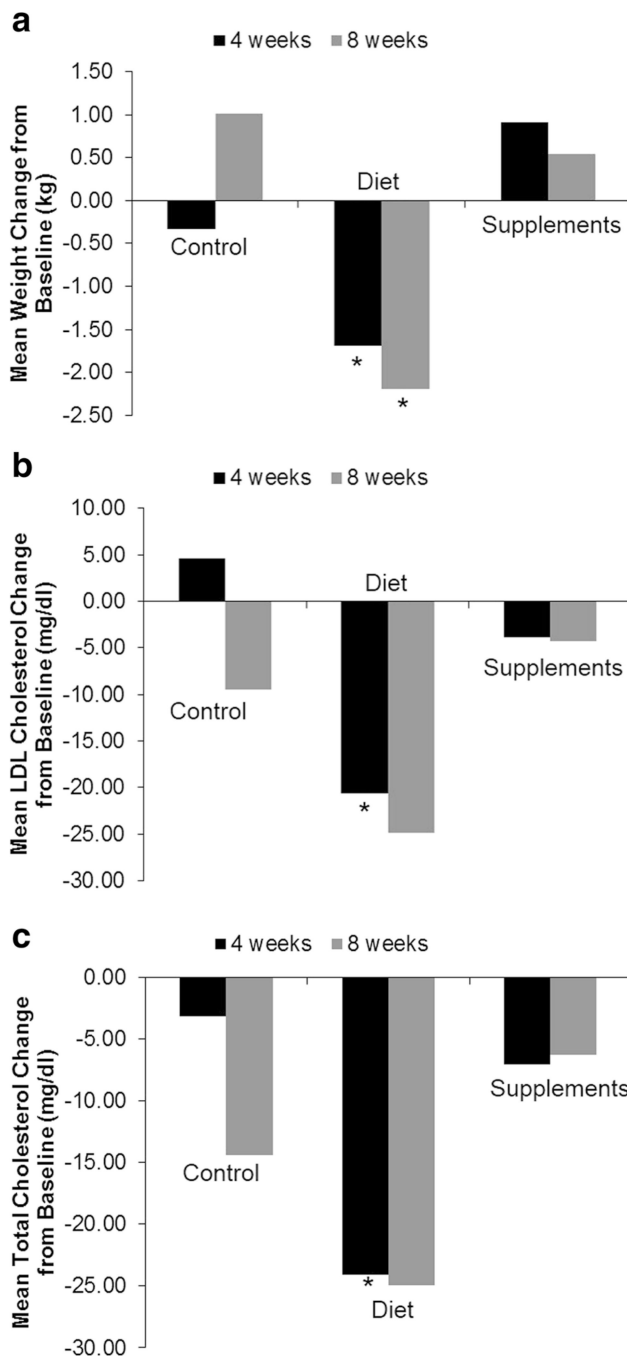 a
4 weeks 8 weeks
Mean Weight Change from
Baseline (kg)
1.50
1.00
0.50
0.00
-0.50
-1.00
-1.50
-2.00
-2.50
Control
Diet
Supplements
*
*
b
4 weeks 8 weeks
Mean LDL Cholesterol Change
from Baseline (mg/dl)
10.00
5.00
0.00
-5.00
-10.00
-15.00
-20.00
-25.00
-30.00
Control
Diet
Supplements
*
c
4 weeks 8 weeks
Mean Total Cholesterol Change
from Baseline (mg/dl)
0.00
-5.00
-10.00
-15.00
-20.00
-25.00
-30.00
Control
*
Diet
Supplements